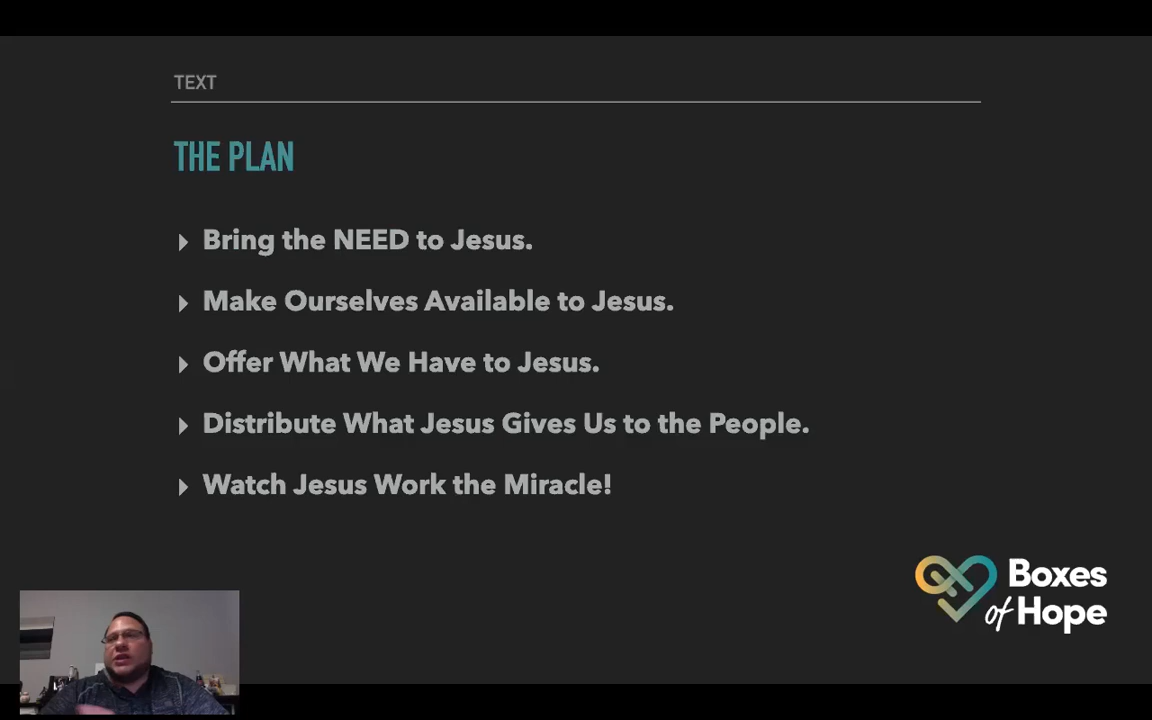 TEXT
THE PLAN
Bring the NEED to Jesus.
Make Ourselves Available to Jesus.
Offer What We Have to Jesus.
Distribute What Jesus Gives Us to the People.
Watch Jesus Work the Miracle!
Boxes
of Hope